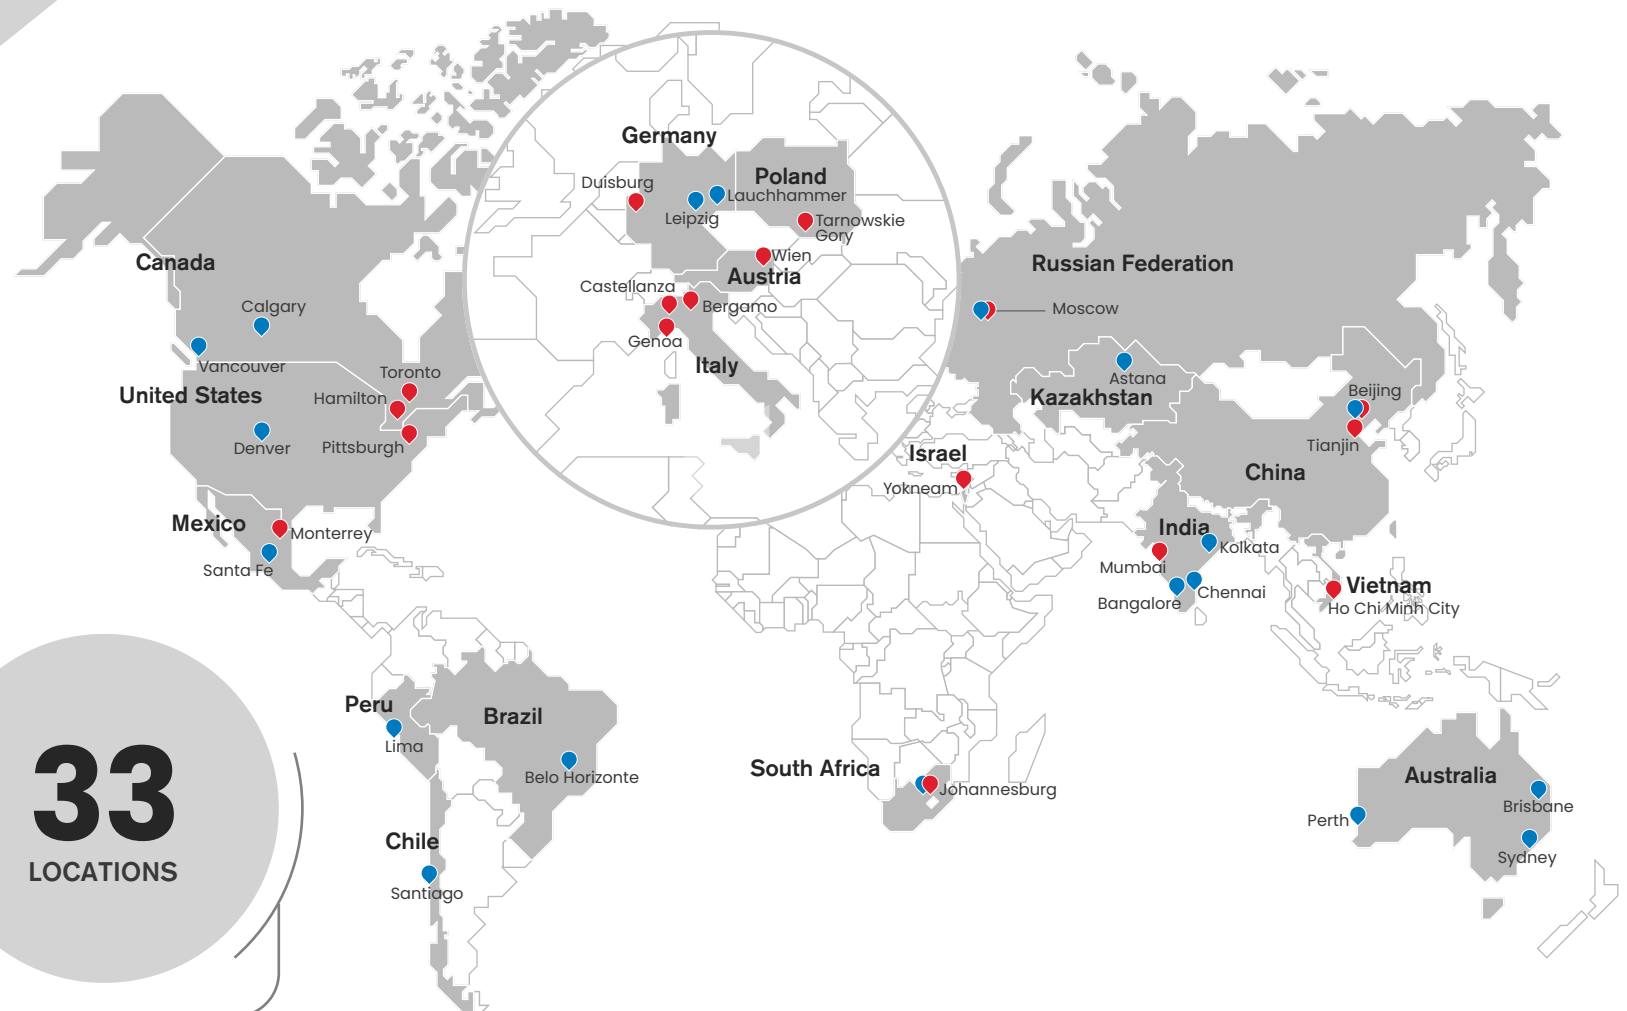 Canada
Calgary
Vancouver
United States
Toronto
Hamilton
Denver
Pittsburgh
Mexico
Monterrey
Santa Fe
Germany
Duisburg
Poland
Lauchhammer
Leipzig
Tarnowskie
Gory
Wien
Austria
Castellanza
Bergamo
Genoa
Italy
Russian Federation
Moscow
Astana
Kazakhstan
Beijing
Tianjin
China
Israel
Yokneam
India
Kolkata
Mumbai
Chennai
Bangalore
Vietnam
Ho Chi Minh City
Peru
Lima
Brazil
Belo Horizonte
Chile
Santiago
South Africa
Johannesburg
Australia
Brisbane
Perth
Sydney
33
LOCATIONS